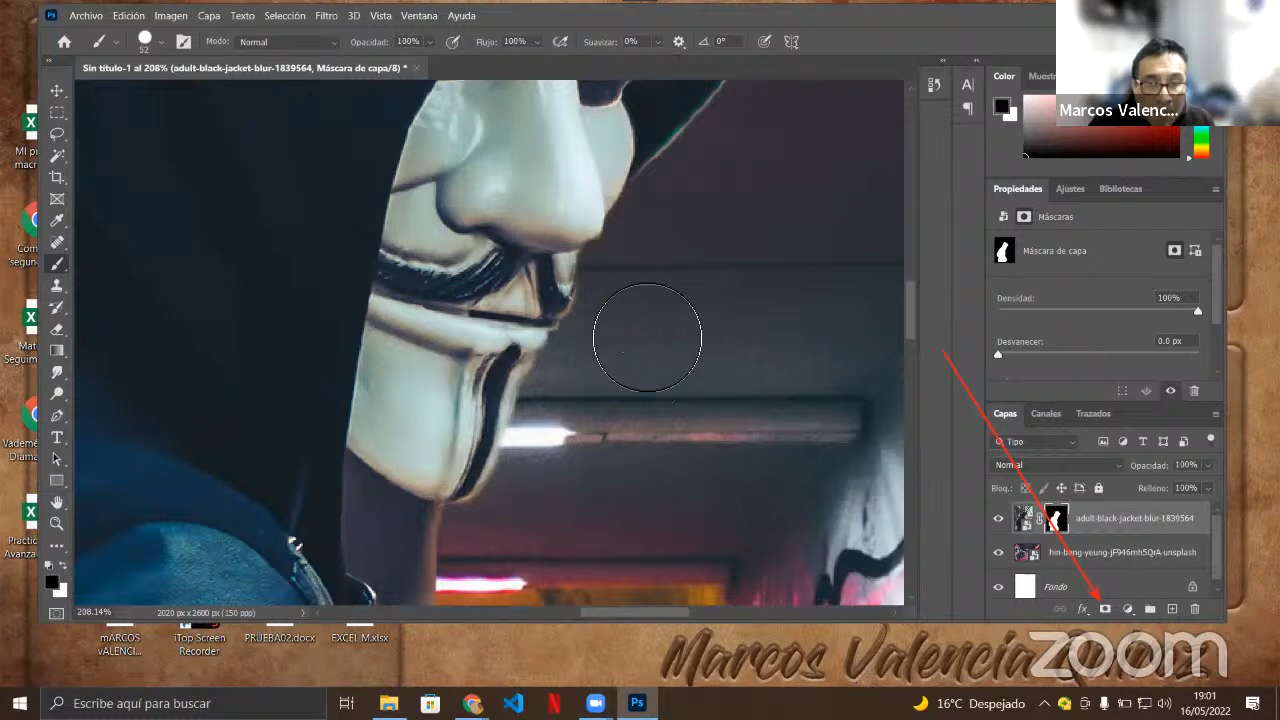 Archivo Edición Imagen Capa Texto Selección Filtro 3D Vista Ventana Ayuda
52 Modo: Normal Opacidad: 100% Flujo: 100% Suavizar: 0% 0°
Sin título-1 al 208% (adult-black-jacket-blur-1839564, Máscara de capa/8) *
Color
Marcos Valenc...
Propiedades Ajustes Bibliotecas
Máscaras
Máscara de capa
Densidad: 100%
Desvanecer: 0.0 px
Capas Canales Trazados
Tipo
Normal Opacidad: 100%
Bloq.: Relleno: 100%
adult-black-jacket-blur-1839564
hin-bong-yeung-jF946mh5QrA-unsplash
Fondo
fx
208.14% 2020 px x 2600 px (150 ppp)
mARCOS vALENCI...
iTop Screen Recorder
PRUEBA02.docx
EXCEL M.xlsx
Marcos Valencia
zoom
Escribe aquí para buscar
16°C Despejado
19:01
16/05/2022